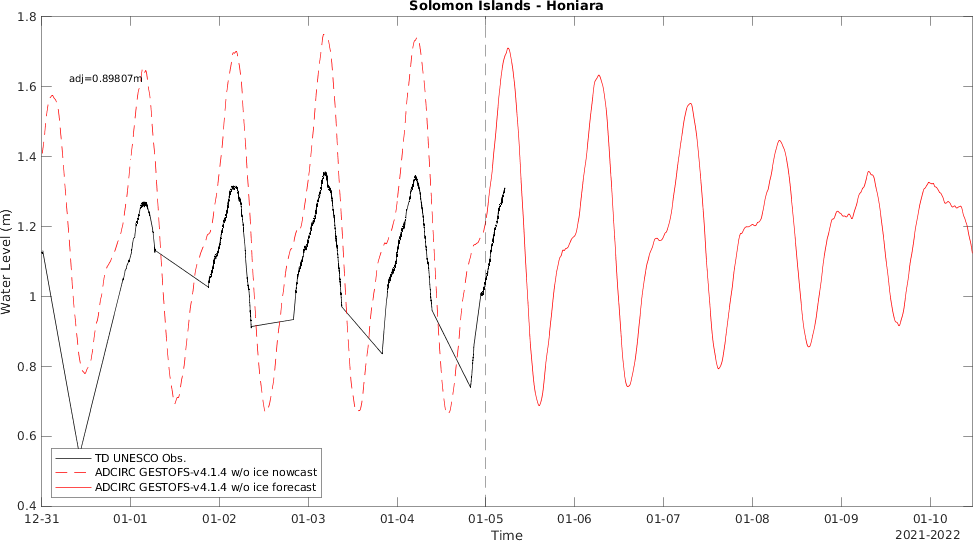 Solomon Islands - Honiara
Water Level (m)
1.8
1.6
1.4
1.2
1
0.8
0.6
0.4
adj=0.89807m
TD UNESCO Obs.
ADCIRC GESTOFS-v4.1.4 w/o ice nowcast
ADCIRC GESTOFS-v4.1.4 w/o ice forecast
12-31 01-01 01-02 01-03 01-04 01-05 01-06 01-07 01-08 01-09 01-10
Time
2021-2022